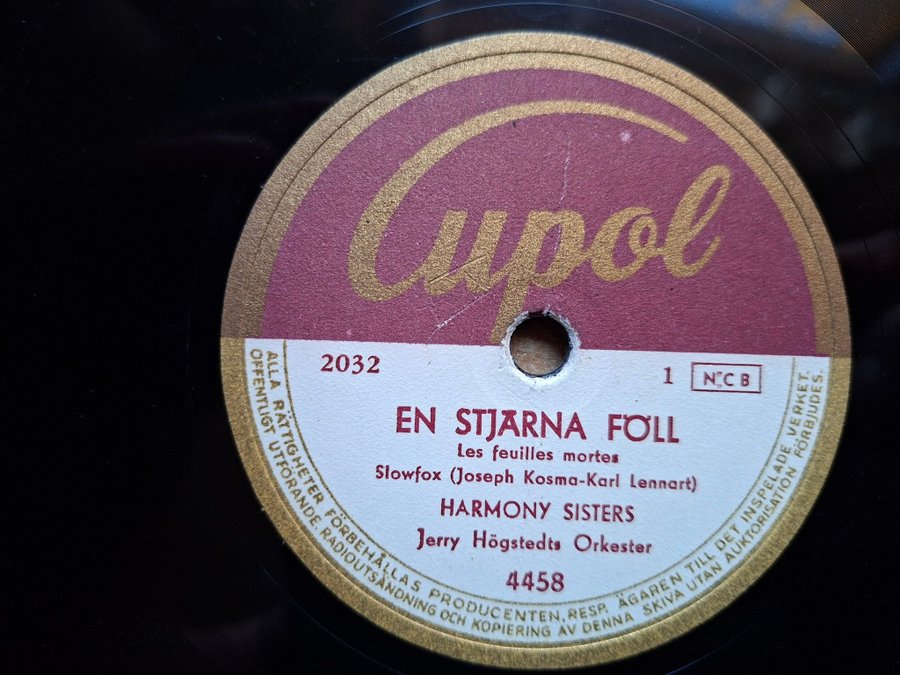 Cupol
2032
1 NCB
EN STJÄRNA FÖLL
Les feuilles mortes
Slowfox (Joseph Kosma-Karl Lennart)
HARMONY SISTERS
Jerry Högstedts Orkester
4458
ALLA RÄTTIGHETER FÖRBEHÅLLAS PRODUCENTEN, RESP. ÄGAREN TILL DET INSPELADE VERKET.
OFFENTLIGT UTFÖRANDE, RADIOUTSÄNDNING OCH KOPIERING AV DENNA SKIVA UTAN AUKTORISATION FÖRBJUDES.